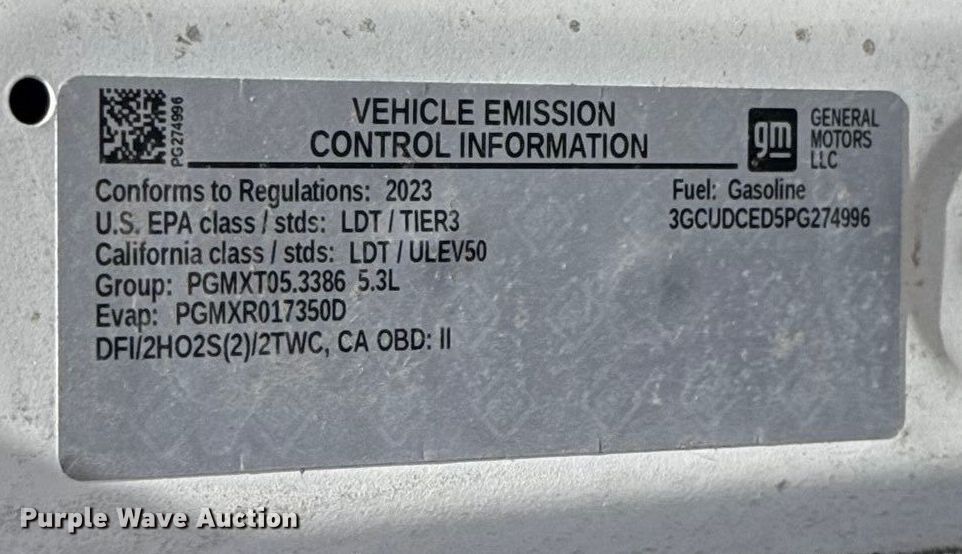 PG274996
VEHICLE EMISSION
CONTROL INFORMATION
gm
GENERAL
MOTORS
LLC
Conforms to Regulations: 2023
Fuel: Gasoline
U.S. EPA class / stds: LDT / TIER3
3GCUDCED5PG274996
California class / stds: LDT / ULEV50
Group: PGMXT05.3386 5.3L
Evap: PGMXR017350D
DFI/2HO2S(2)/2TWC, CA OBD: II
Purple Wave Auction